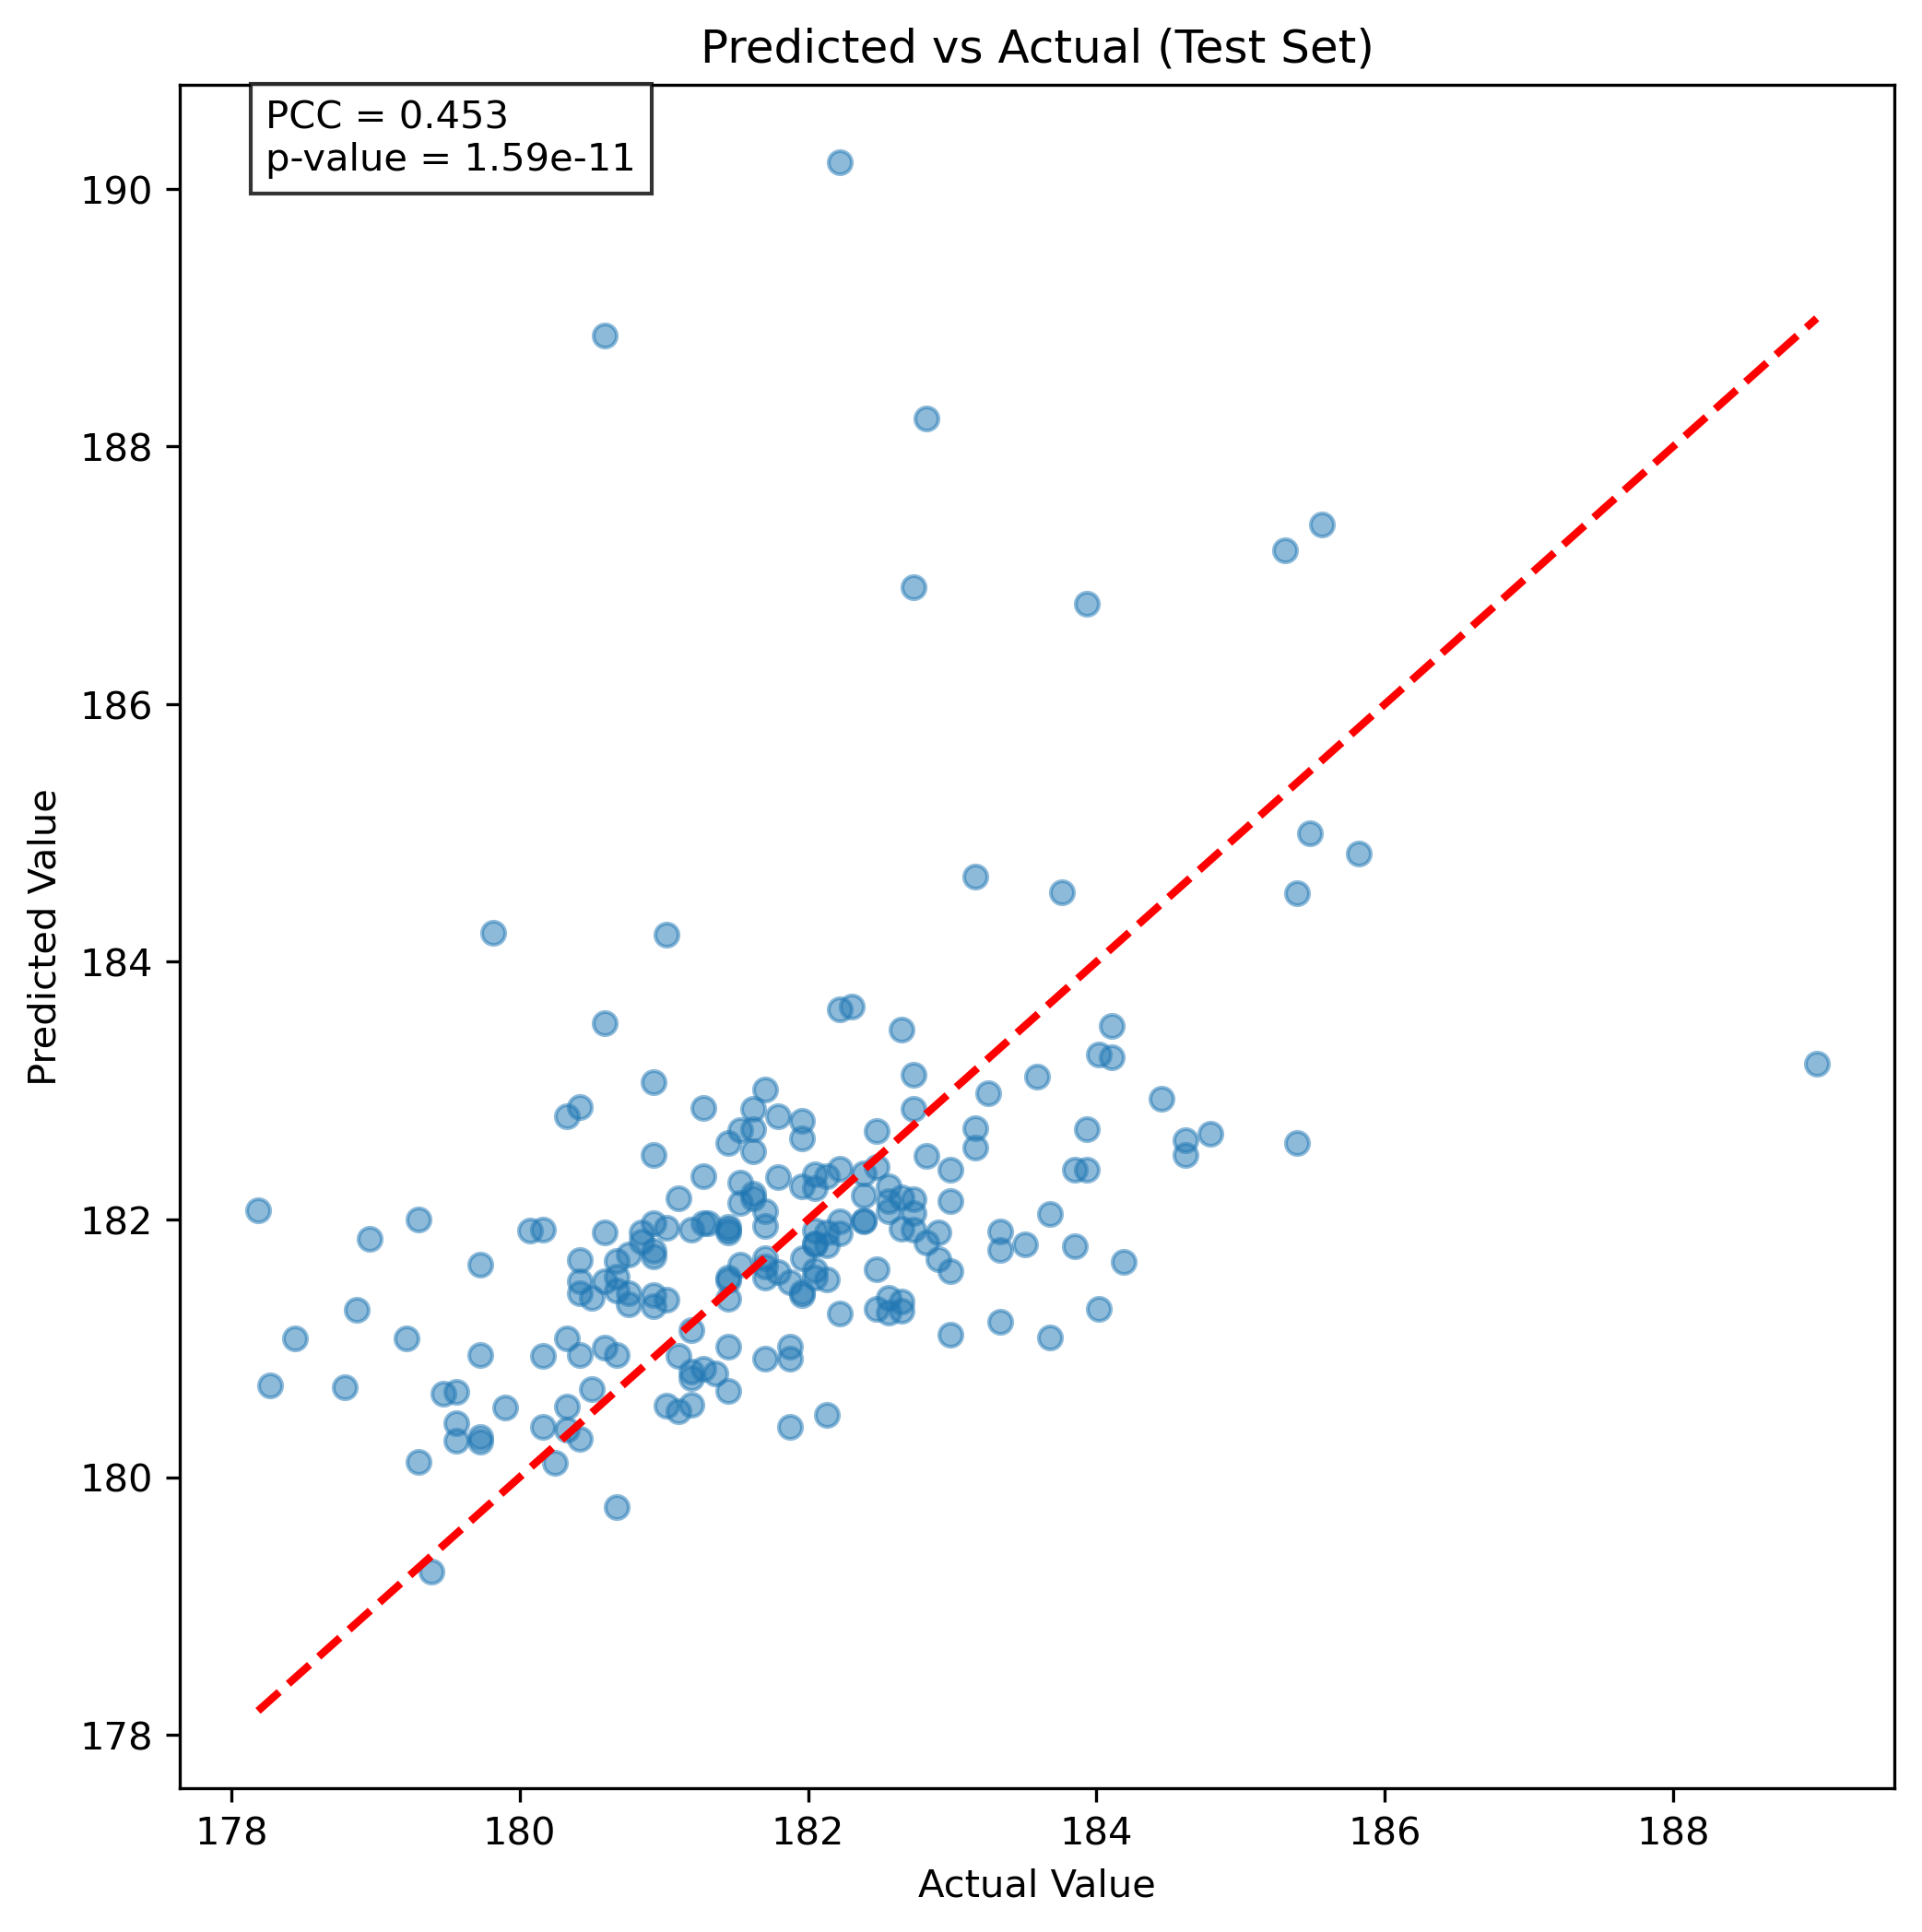 Predicted vs Actual (Test Set)
PCC = 0.453
p-value = 1.59e-11
190
188
186
184
182
180
178
Predicted Value
178
180
182
184
186
188
Actual Value